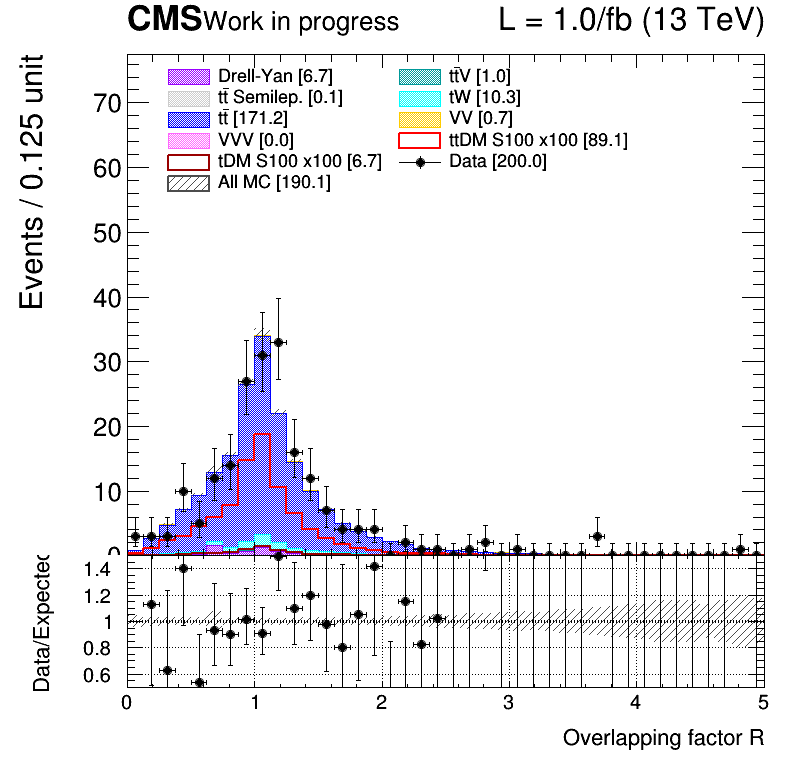 CMS Work in progress L = 1.0/fb (13 TeV)
Drell-Yan [6.7] tt̄V [1.0]
tt̄ Semilep. [0.1] tW [10.3]
tt̄ [171.2] VV [0.7]
VVV [0.0] ttDM S100 x100 [89.1]
tDM S100 x100 [6.7] Data [200.0]
All MC [190.1]
Events / 0.125 unit
70
60
50
40
30
20
10
0
Data/Expected
1.4
1.2
1
0.8
0.6
0 1 2 3 4 5
Overlapping factor R